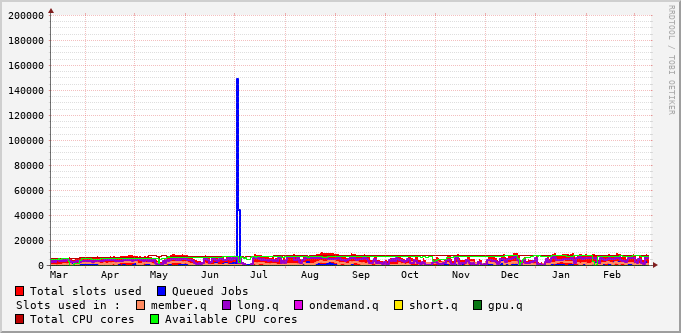 200000
180000
160000
140000
120000
100000
80000
60000
40000
20000
0
Mar Apr May Jun Jul Aug Sep Oct Nov Dec Jan Feb
RRDTOOL / TOBI OETIKER
Total slots used Queued Jobs
Slots used in : member.q long.q ondemand.q short.q gpu.q
Total CPU cores Available CPU cores